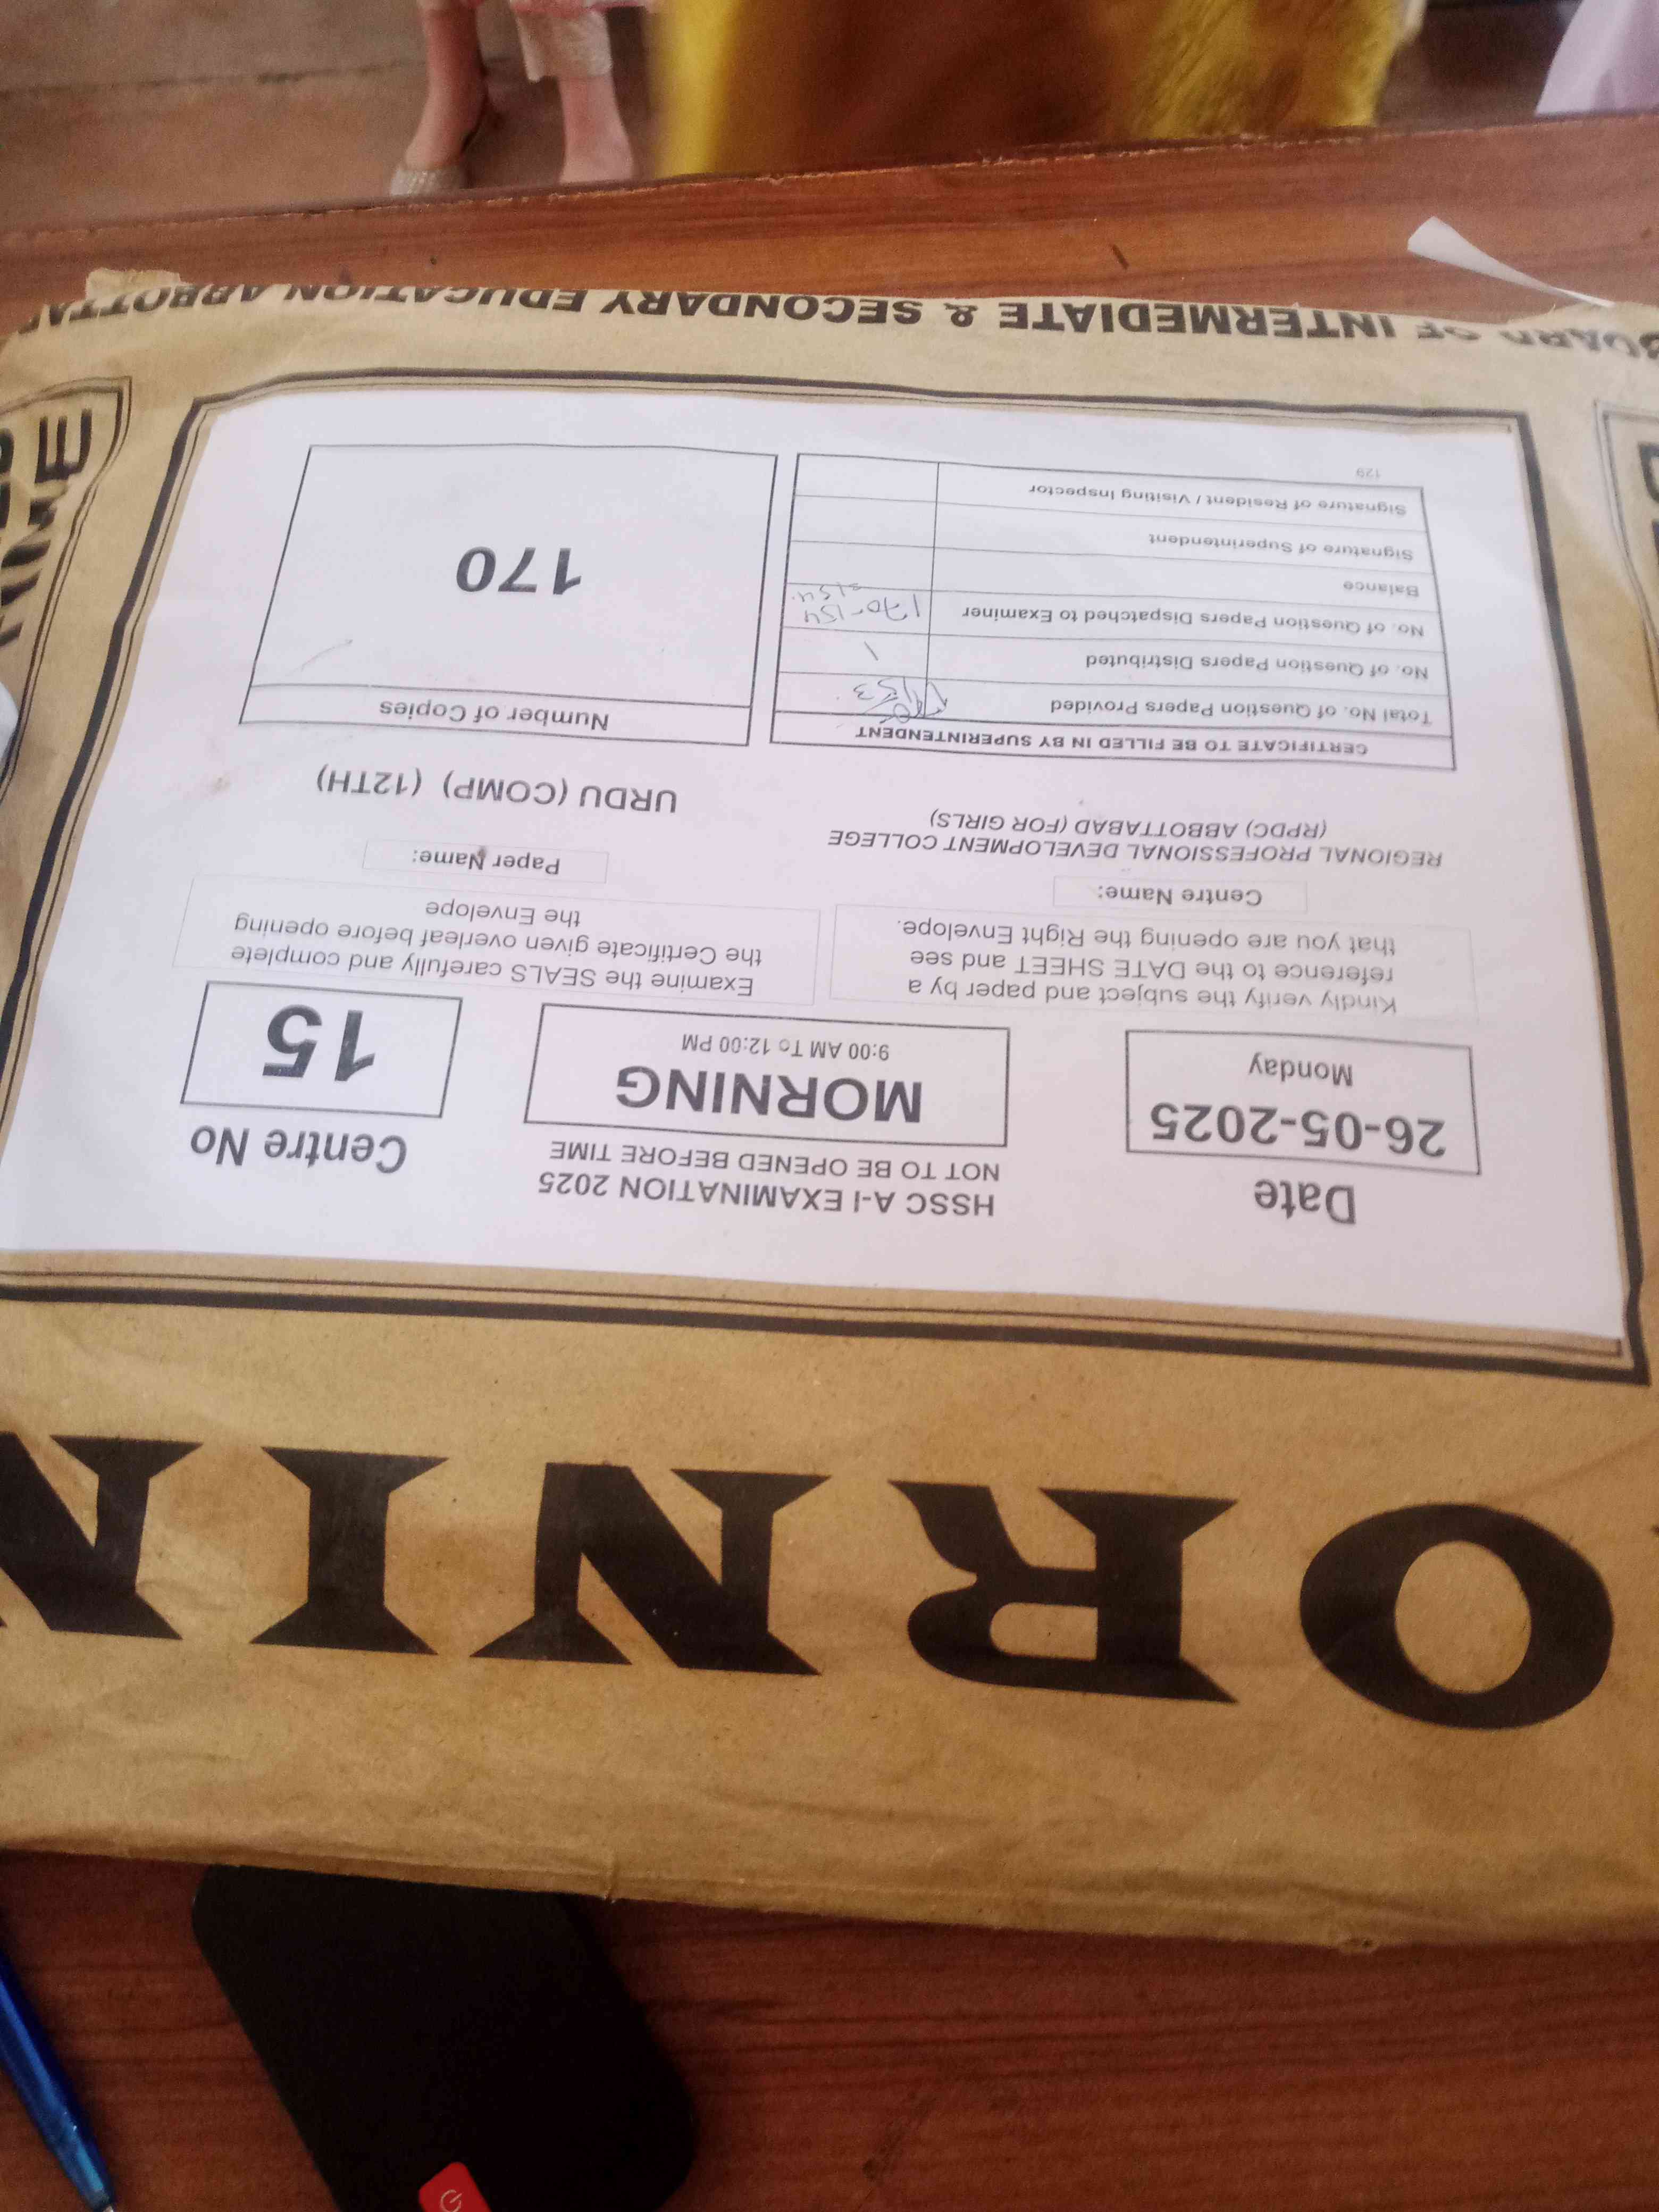 ORNIN
Date
26-05-2025
Monday
HSSC A-I EXAMINATION 2025
NOT TO BE OPENED BEFORE TIME
MORNING
9:00 AM To 12:00 PM
Centre No
15
Kindly verify the subject and paper by a
reference to the DATE SHEET and see
that you are opening the Right Envelope.
Examine the SEALS carefully and complete
the Certificate given overleaf before opening
the Envelope
Centre Name:
REGIONAL PROFESSIONAL DEVELOPMENT COLLEGE
(RPDC) ABBOTTABAD (FOR GIRLS)
Paper Name:
URDU (COMP) (12TH)
CERTIFICATE TO BE FILLED IN BY SUPERINTENDENT
Total No. of Question Papers Provided 153
No. of Question Papers Distributed 1
No. of Question Papers Dispatched to Examiner 170-154
Balance
Signature of Superintendent
Signature of Resident / Visiting Inspector
129
Number of Copies
170
TIME
BOARD OF INTERMEDIATE & SECONDARY EDUCATION ABBOTTA